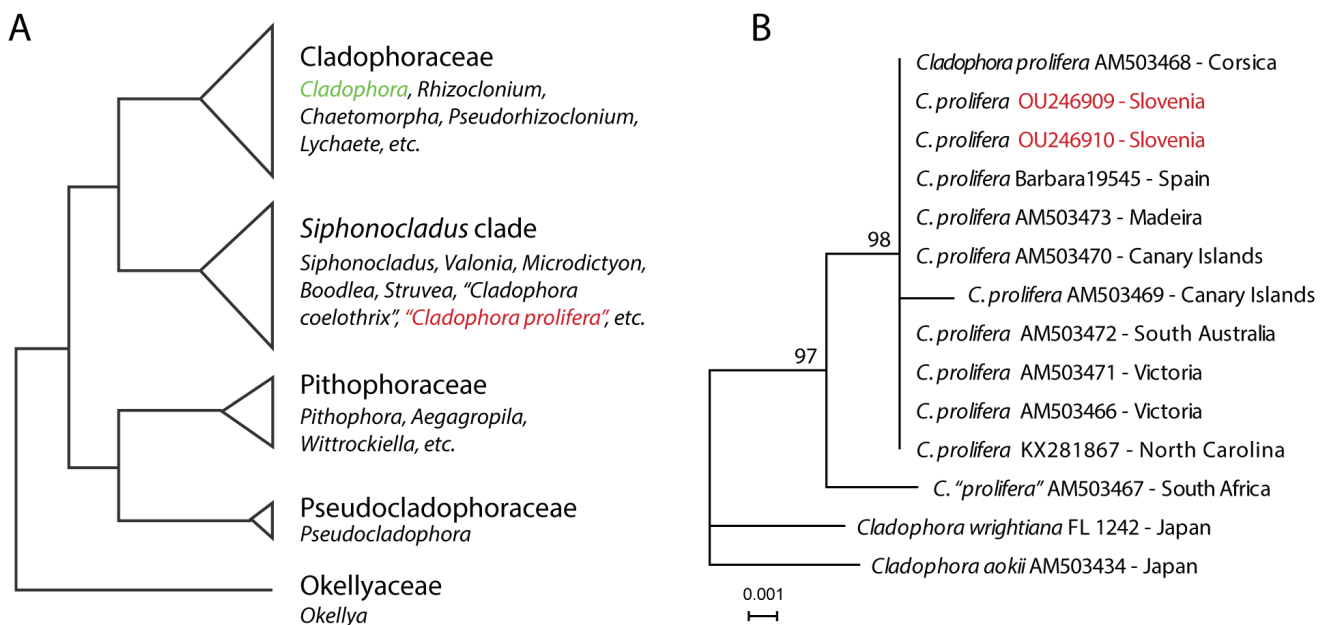 A
Cladophoraceae
Cladophora, Rhizoclonium,
Chaetomorpha, Pseudorhizoclonium,
Lychaete, etc.
Siphonocladus clade
Siphonocladus, Valonia, Microdictyon,
Boodlea, Struvea, “Cladophora
coelothrix”, “Cladophora prolifera”, etc.
Pithophoraceae
Pithophora, Aegagropila,
Wittrockiella, etc.
Pseudocladophoraceae
Pseudocladophora
Okellyaceae
Okellya
B
Cladophora prolifera AM503468 - Corsica
C. prolifera OU246909 - Slovenia
C. prolifera OU246910 - Slovenia
C. prolifera Barbara19545 - Spain
C. prolifera AM503473 - Madeira
98
C. prolifera AM503470 - Canary Islands
C. prolifera AM503469 - Canary Islands
C. prolifera AM503472 - South Australia
97
C. prolifera AM503471 - Victoria
C. prolifera AM503466 - Victoria
C. prolifera KX281867 - North Carolina
C. “prolifera” AM503467 - South Africa
Cladophora wrightiana FL 1242 - Japan
Cladophora aokii AM503434 - Japan
0.001